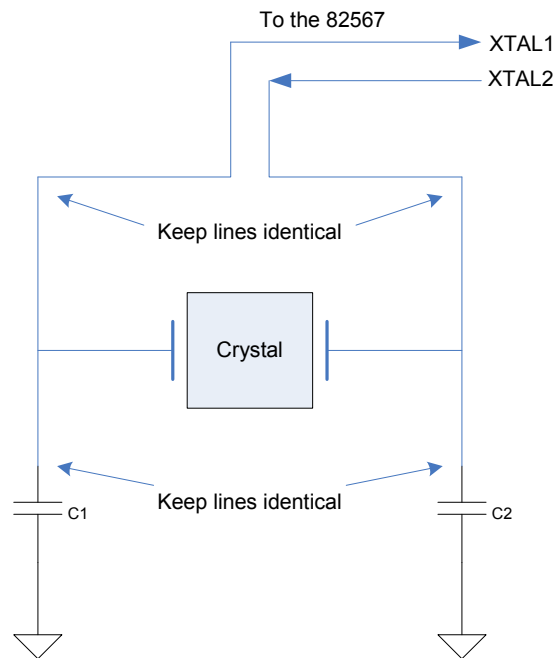 To the 82567
XTAL1
XTAL2
Keep lines identical
Crystal
Keep lines identical
C1
C2